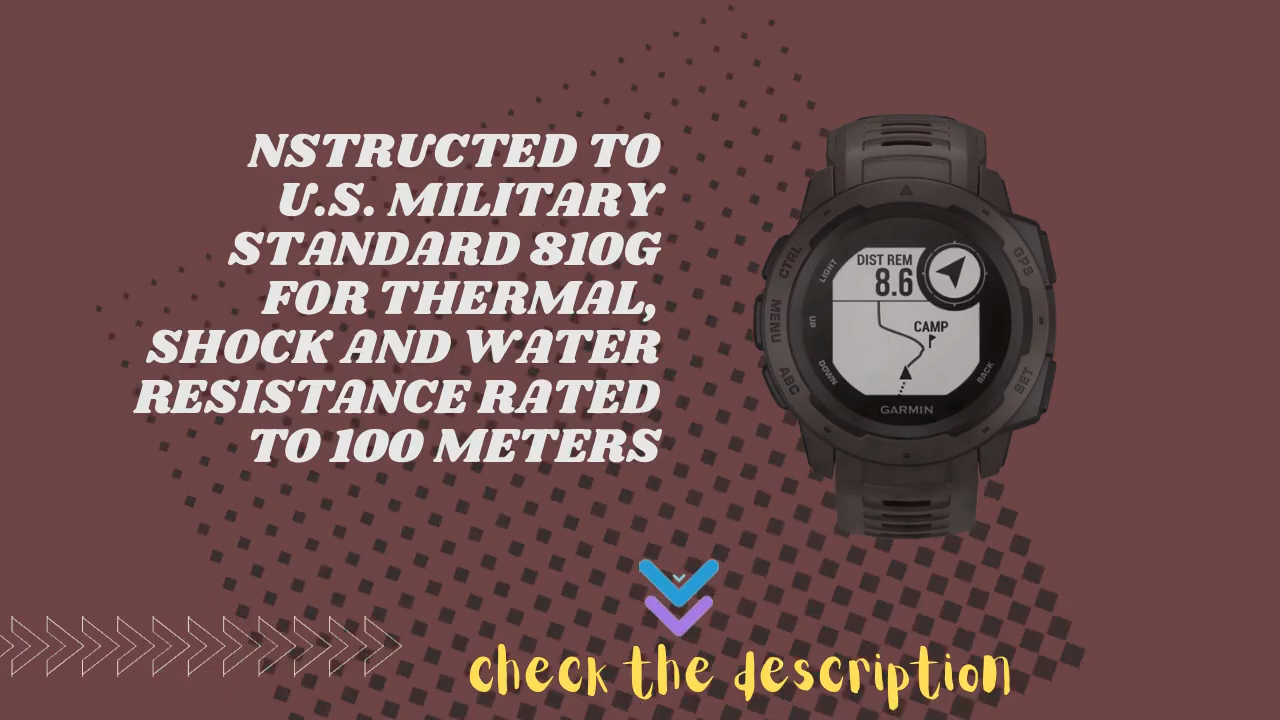 NSTRUCTED TO
U.S. MILITARY
STANDARD 810G
FOR THERMAL,
SHOCK AND WATER
RESISTANCE RATED
TO 100 METERS
CTRL
LIGHT
GPS
DIST REM
8.6
MENU
UP
CAMP
ABC
DOWN
BACK
SET
GARMIN
check the description